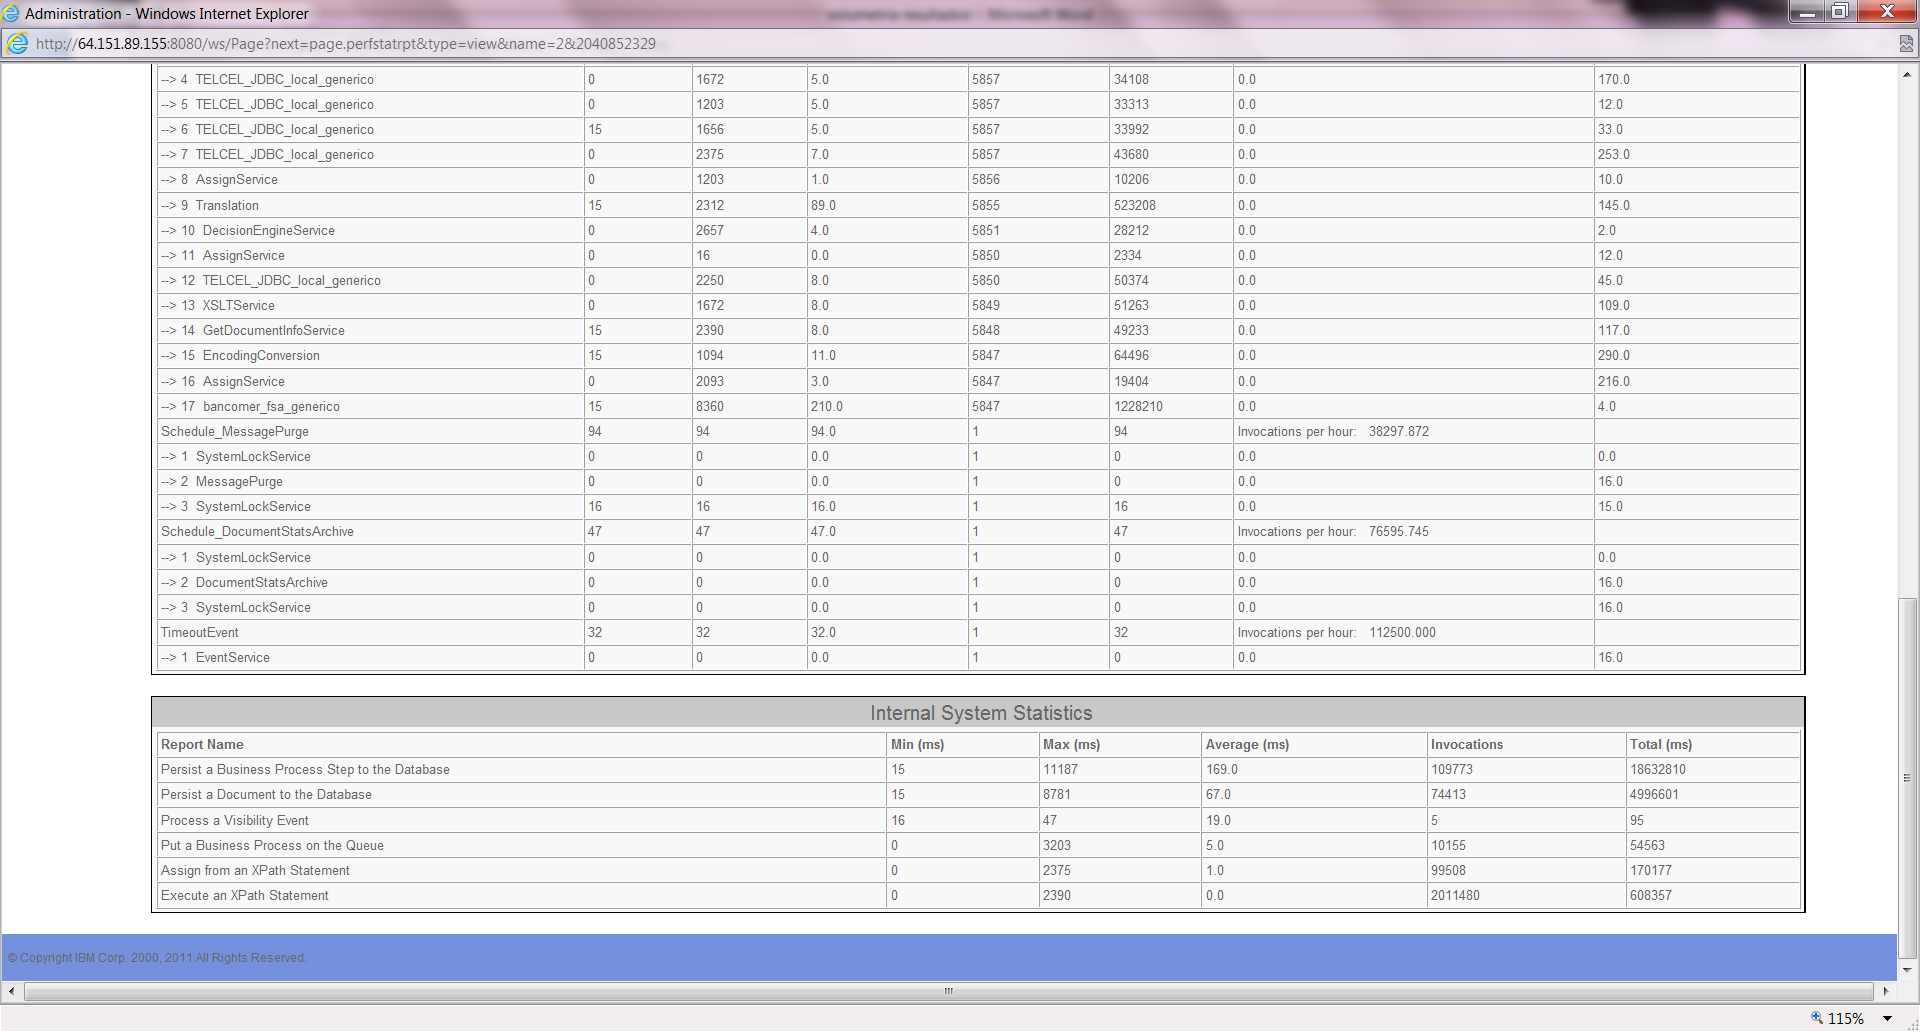 Administration - Windows Internet Explorer
http://64.151.89.155:8080/ws/Page?next=page.perfstatrpt&type=view&name=2&2040852329
--> 4 TELCEL_JDBC_local_generico 0 1672 5.0 5857 34108 0.0 170.0
--> 5 TELCEL_JDBC_local_generico 0 1203 5.0 5857 33313 0.0 12.0
--> 6 TELCEL_JDBC_local_generico 15 1656 5.0 5857 33992 0.0 33.0
--> 7 TELCEL_JDBC_local_generico 0 2375 7.0 5857 43680 0.0 253.0
--> 8 AssignService 0 1203 1.0 5856 10206 0.0 10.0
--> 9 Translation 15 2312 89.0 5855 523208 0.0 145.0
--> 10 DecisionEngineService 0 2657 4.0 5851 28212 0.0 2.0
--> 11 AssignService 0 16 0.0 5850 2334 0.0 12.0
--> 12 TELCEL_JDBC_local_generico 0 2250 8.0 5850 50374 0.0 45.0
--> 13 XSLTService 0 1672 8.0 5849 51263 0.0 109.0
--> 14 GetDocumentInfoService 15 2390 8.0 5848 49233 0.0 117.0
--> 15 EncodingConversion 15 1094 11.0 5847 64496 0.0 290.0
--> 16 AssignService 0 2093 3.0 5847 19404 0.0 216.0
--> 17 bancomer_fsa_generico 15 8360 210.0 5847 1228210 0.0 4.0
Schedule_MessagePurge 94 94 94.0 1 94 Invocations per hour: 38297.872
--> 1 SystemLockService 0 0 0.0 1 0 0.0 0.0
--> 2 MessagePurge 0 0 0.0 1 0 0.0 16.0
--> 3 SystemLockService 16 16 16.0 1 16 0.0 15.0
Schedule_DocumentStatsArchive 47 47 47.0 1 47 Invocations per hour: 76595.745
--> 1 SystemLockService 0 0 0.0 1 0 0.0 0.0
--> 2 DocumentStatsArchive 0 0 0.0 1 0 0.0 16.0
--> 3 SystemLockService 0 0 0.0 1 0 0.0 16.0
TimeoutEvent 32 32 32.0 1 32 Invocations per hour: 112500.000
--> 1 EventService 0 0 0.0 1 0 0.0 16.0
Internal System Statistics
Report Name Min (ms) Max (ms) Average (ms) Invocations Total (ms)
Persist a Business Process Step to the Database 15 11187 169.0 109773 18632810
Persist a Document to the Database 15 8781 67.0 74413 4996601
Process a Visibility Event 16 47 19.0 5 95
Put a Business Process on the Queue 0 3203 5.0 10155 54563
Assign from an XPath Statement 0 2375 1.0 99508 170177
Execute an XPath Statement 0 2390 0.0 2011480 608357
© Copyright IBM Corp. 2000, 2011 All Rights Reserved.
115%